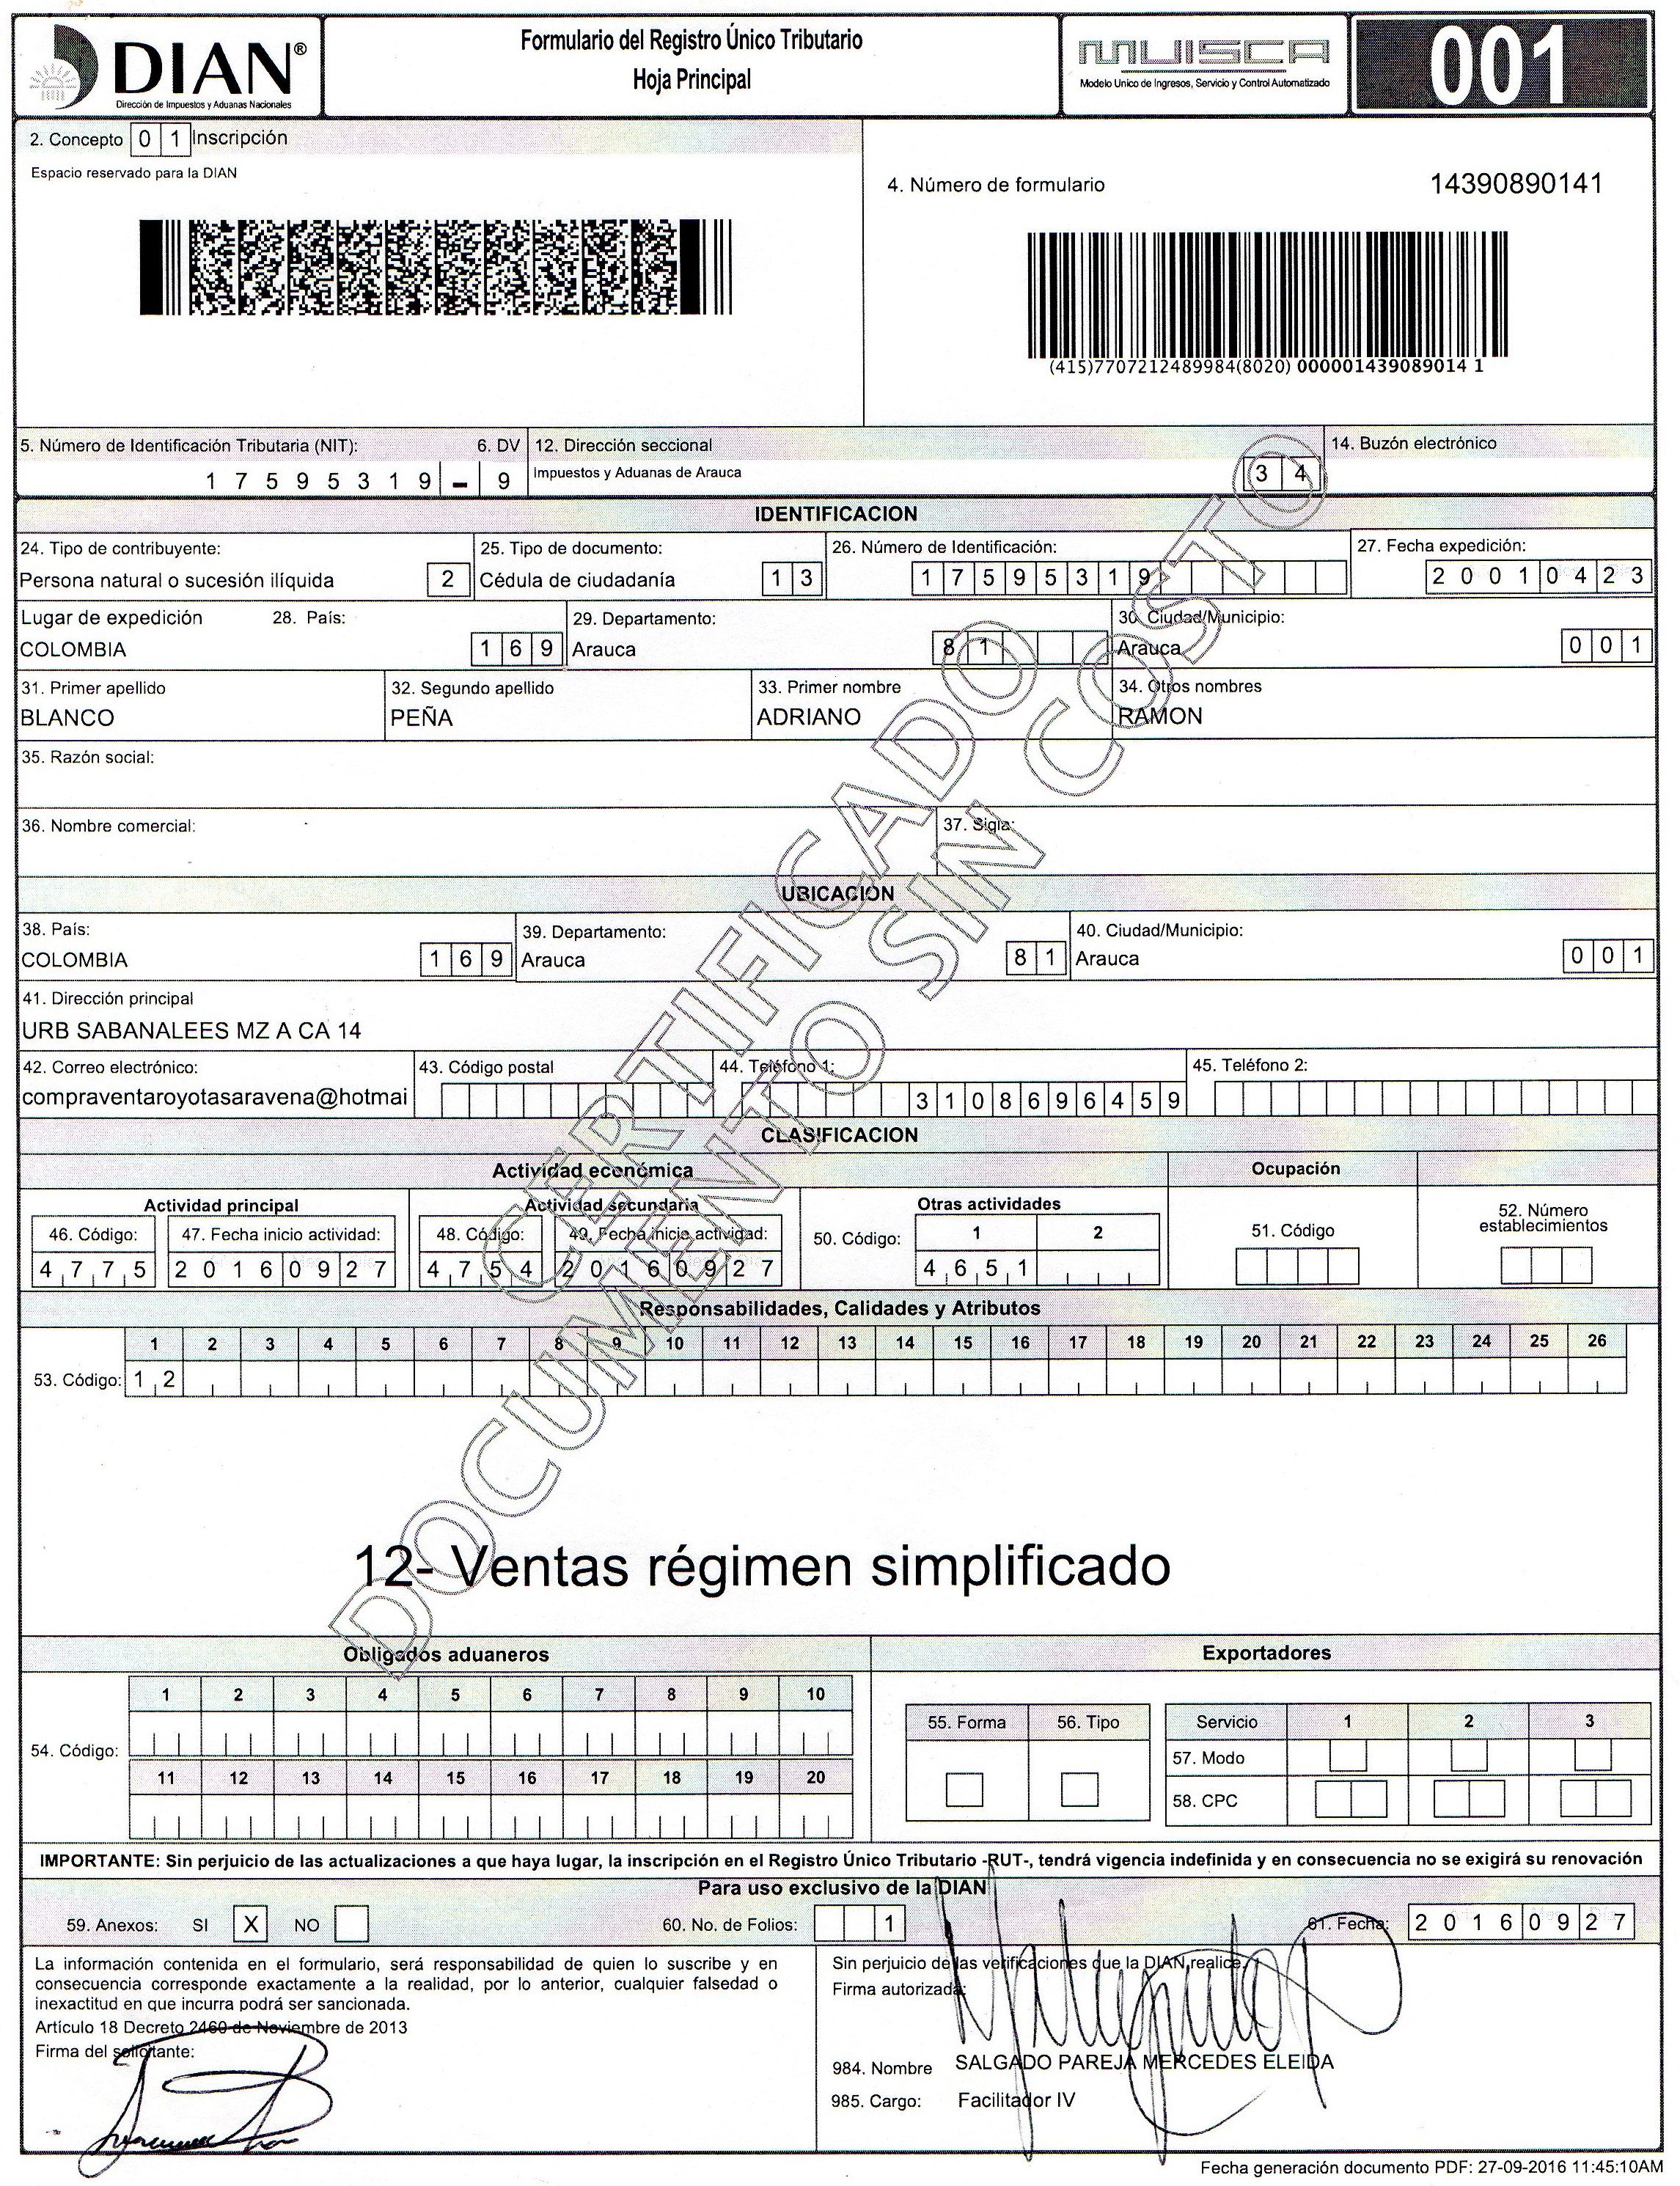 DIAN®
Dirección de Impuestos y Aduanas Nacionales
Formulario del Registro Único Tributario
Hoja Principal
MUISCA
Modelo Unico de Ingresos, Servicio y Control Automatizado
001
2. Concepto 0 1 Inscripción
Espacio reservado para la DIAN
4. Número de formulario 14390890141
(415)7707212489984(8020) 000001439089014 1
5. Número de Identificación Tributaria (NIT): 6. DV 12. Dirección seccional 14. Buzón electrónico
1 7 5 9 5 3 1 9 - 9 Impuestos y Aduanas de Arauca 3 4
IDENTIFICACION
24. Tipo de contribuyente: 25. Tipo de documento: 26. Número de Identificación: 27. Fecha expedición:
Persona natural o sucesión ilíquida 2 Cédula de ciudadanía 1 3 1 7 5 9 5 3 1 9 2 0 0 1 0 4 2 3
Lugar de expedición 28. País: 29. Departamento: 30. Ciudad/Municipio:
COLOMBIA 1 6 9 Arauca 8 1 Arauca 0 0 1
31. Primer apellido 32. Segundo apellido 33. Primer nombre 34. Otros nombres
BLANCO PEÑA ADRIANO RAMON
35. Razón social:
36. Nombre comercial: 37. Sigla:
UBICACION
38. País: 39. Departamento: 40. Ciudad/Municipio:
COLOMBIA 1 6 9 Arauca 8 1 Arauca 0 0 1
41. Dirección principal
URB SABANALEES MZ A CA 14
42. Correo electrónico: 43. Código postal 44. Teléfono 1: 45. Teléfono 2:
compraventaroyotasaravena@hotmai 3 1 0 8 6 9 6 4 5 9
CLASIFICACION
Actividad económica Ocupación
Actividad principal Actividad secundaria Otras actividades 52. Número establecimientos
46. Código: 47. Fecha inicio actividad: 48. Código: 49. Fecha inicio actividad: 50. Código: 1 2 51. Código
4 7 7 5 2 0 1 6 0 9 2 7 4 7 5 4 2 0 1 6 0 9 2 7 4 6 5 1
Responsabilidades, Calidades y Atributos
1 2 3 4 5 6 7 8 9 10 11 12 13 14 15 16 17 18 19 20 21 22 23 24 25 26
53. Código: 1 2
12- Ventas régimen simplificado
CERTIFICADO
DOCUMENTO SIN COSTO
Obligados aduaneros Exportadores
1 2 3 4 5 6 7 8 9 10
55. Forma 56. Tipo Servicio 1 2 3
54. Código: 57. Modo
11 12 13 14 15 16 17 18 19 20
58. CPC
IMPORTANTE: Sin perjuicio de las actualizaciones a que haya lugar, la inscripción en el Registro Único Tributario -RUT-, tendrá vigencia indefinida y en consecuencia no se exigirá su renovación
Para uso exclusivo de la DIAN
59. Anexos: SI X NO 60. No. de Folios: 1 61. Fecha: 2 0 1 6 0 9 2 7
La información contenida en el formulario, será responsabilidad de quien lo suscribe y en
consecuencia corresponde exactamente a la realidad, por lo anterior, cualquier falsedad o
inexactitud en que incurra podrá ser sancionada.
Artículo 18 Decreto 2460 de Noviembre de 2013
Firma del solicitante:
Sin perjuicio de las verificaciones que la DIAN realice.
Firma autorizada:
984. Nombre SALGADO PAREJA MERCEDES ELEIDA
985. Cargo: Facilitador IV
Fecha generación documento PDF: 27-09-2016 11:45:10AM